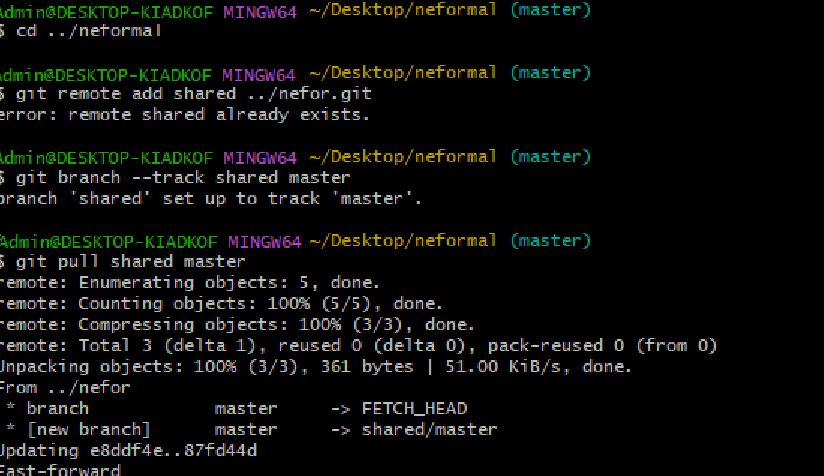 Admin@DESKTOP-KIADKOF MINGW64 ~/Desktop/neformal (master)
$ cd ../neformal
Admin@DESKTOP-KIADKOF MINGW64 ~/Desktop/neformal (master)
$ git remote add shared ../nefor.git
error: remote shared already exists.
Admin@DESKTOP-KIADKOF MINGW64 ~/Desktop/neformal (master)
$ git branch --track shared master
branch 'shared' set up to track 'master'.
Admin@DESKTOP-KIADKOF MINGW64 ~/Desktop/neformal (master)
$ git pull shared master
remote: Enumerating objects: 5, done.
remote: Counting objects: 100% (5/5), done.
remote: Compressing objects: 100% (3/3), done.
remote: Total 3 (delta 1), reused 0 (delta 0), pack-reused 0 (from 0)
Unpacking objects: 100% (3/3), 361 bytes | 51.00 KiB/s, done.
From ../nefor
 * branch            master     -> FETCH_HEAD
 * [new branch]      master     -> shared/master
Updating e8ddf4e..87fd44d
Fast-forward